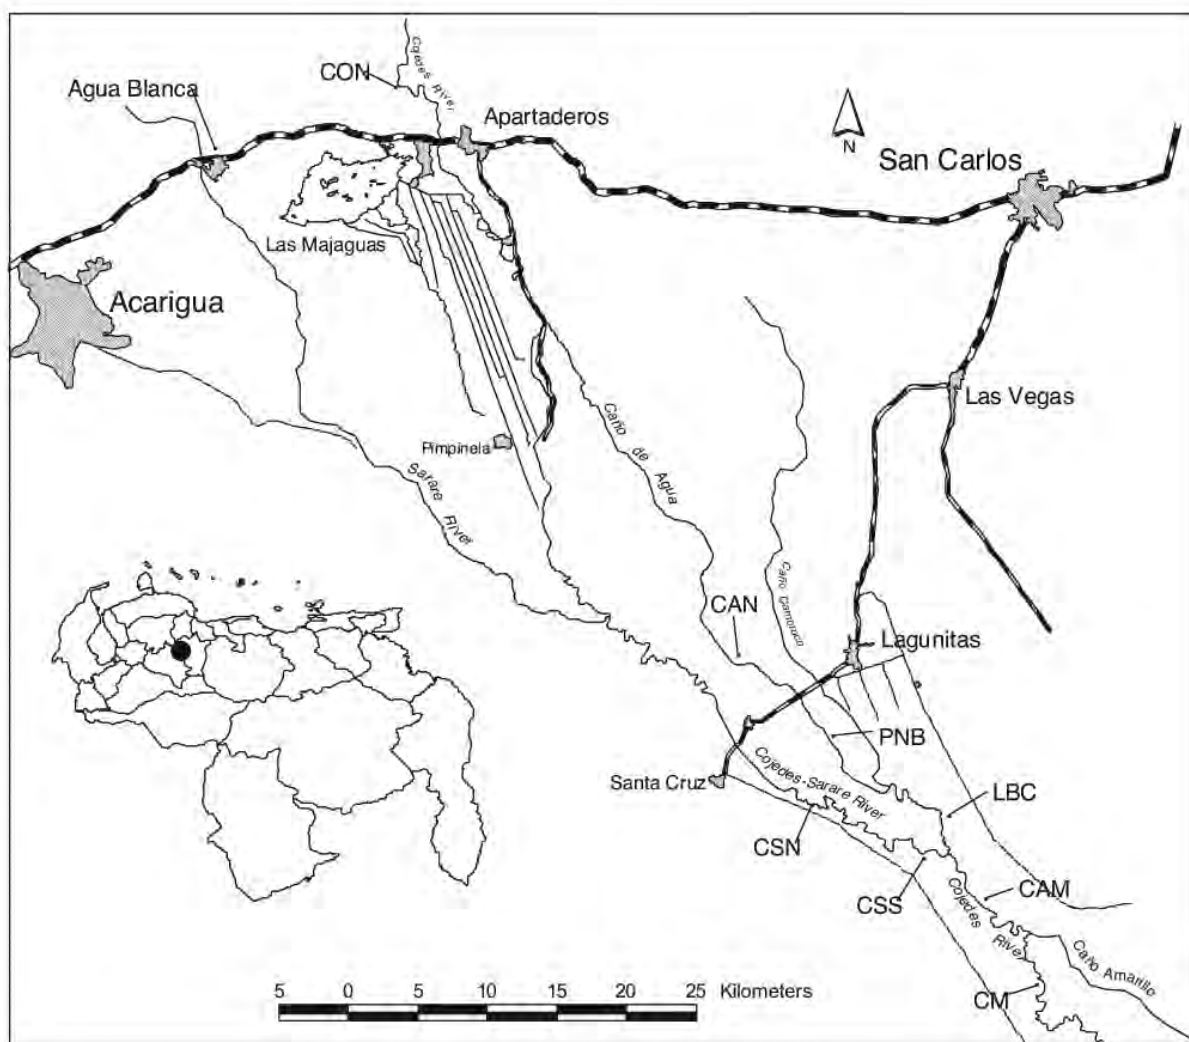 Cojedes River
CON
Agua Blanca
Apartaderos
N
San Carlos
Las Majaguas
Acarigua
Las Vegas
Caño de Agua
Pimpinela
Sarare River
Caño Camoruco
CAN
Lagunitas
PNB
Cojedes-Sarare River
Santa Cruz
LBC
CSN
CAM
CSS
Cojedes River
Caño Amarillo
CM
5 0 5 10 15 20 25 Kilometers